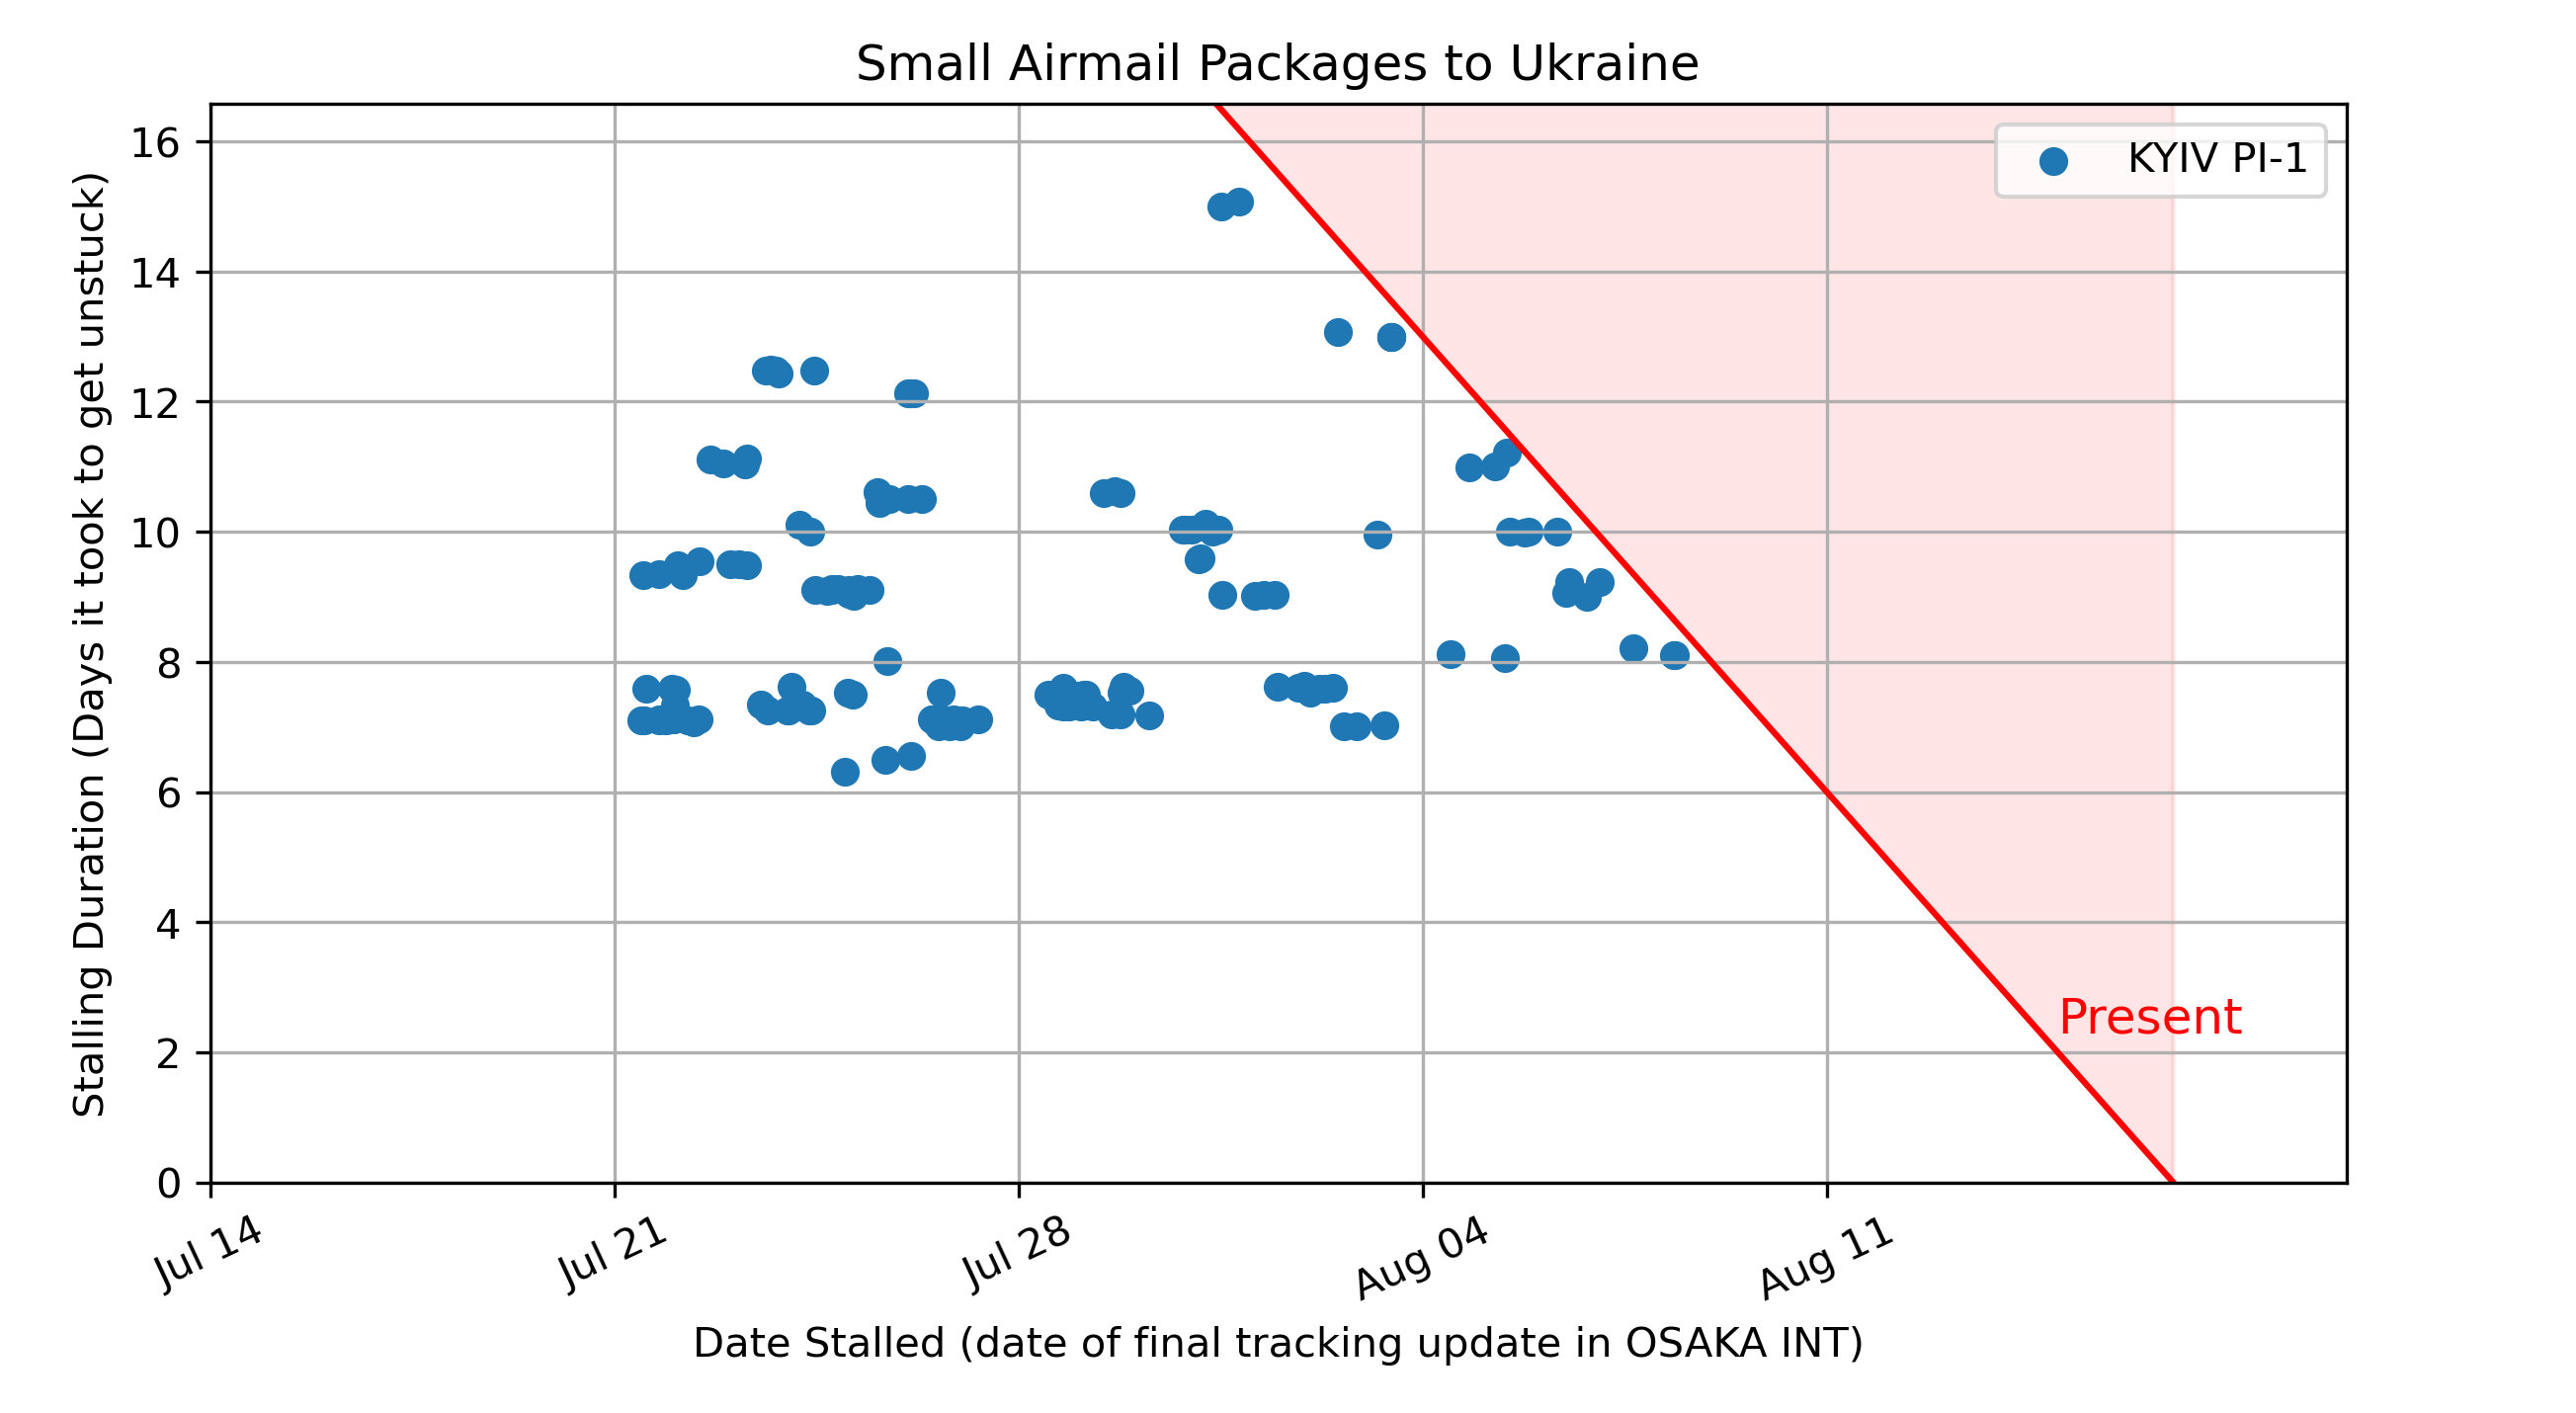 Small Airmail Packages to Ukraine
KYIV PI-1
Stalling Duration (Days it took to get unstuck)
16
14
12
10
8
6
4
2
0
Present
Jul 14
Jul 21
Jul 28
Aug 04
Aug 11
Date Stalled (date of final tracking update in OSAKA INT)